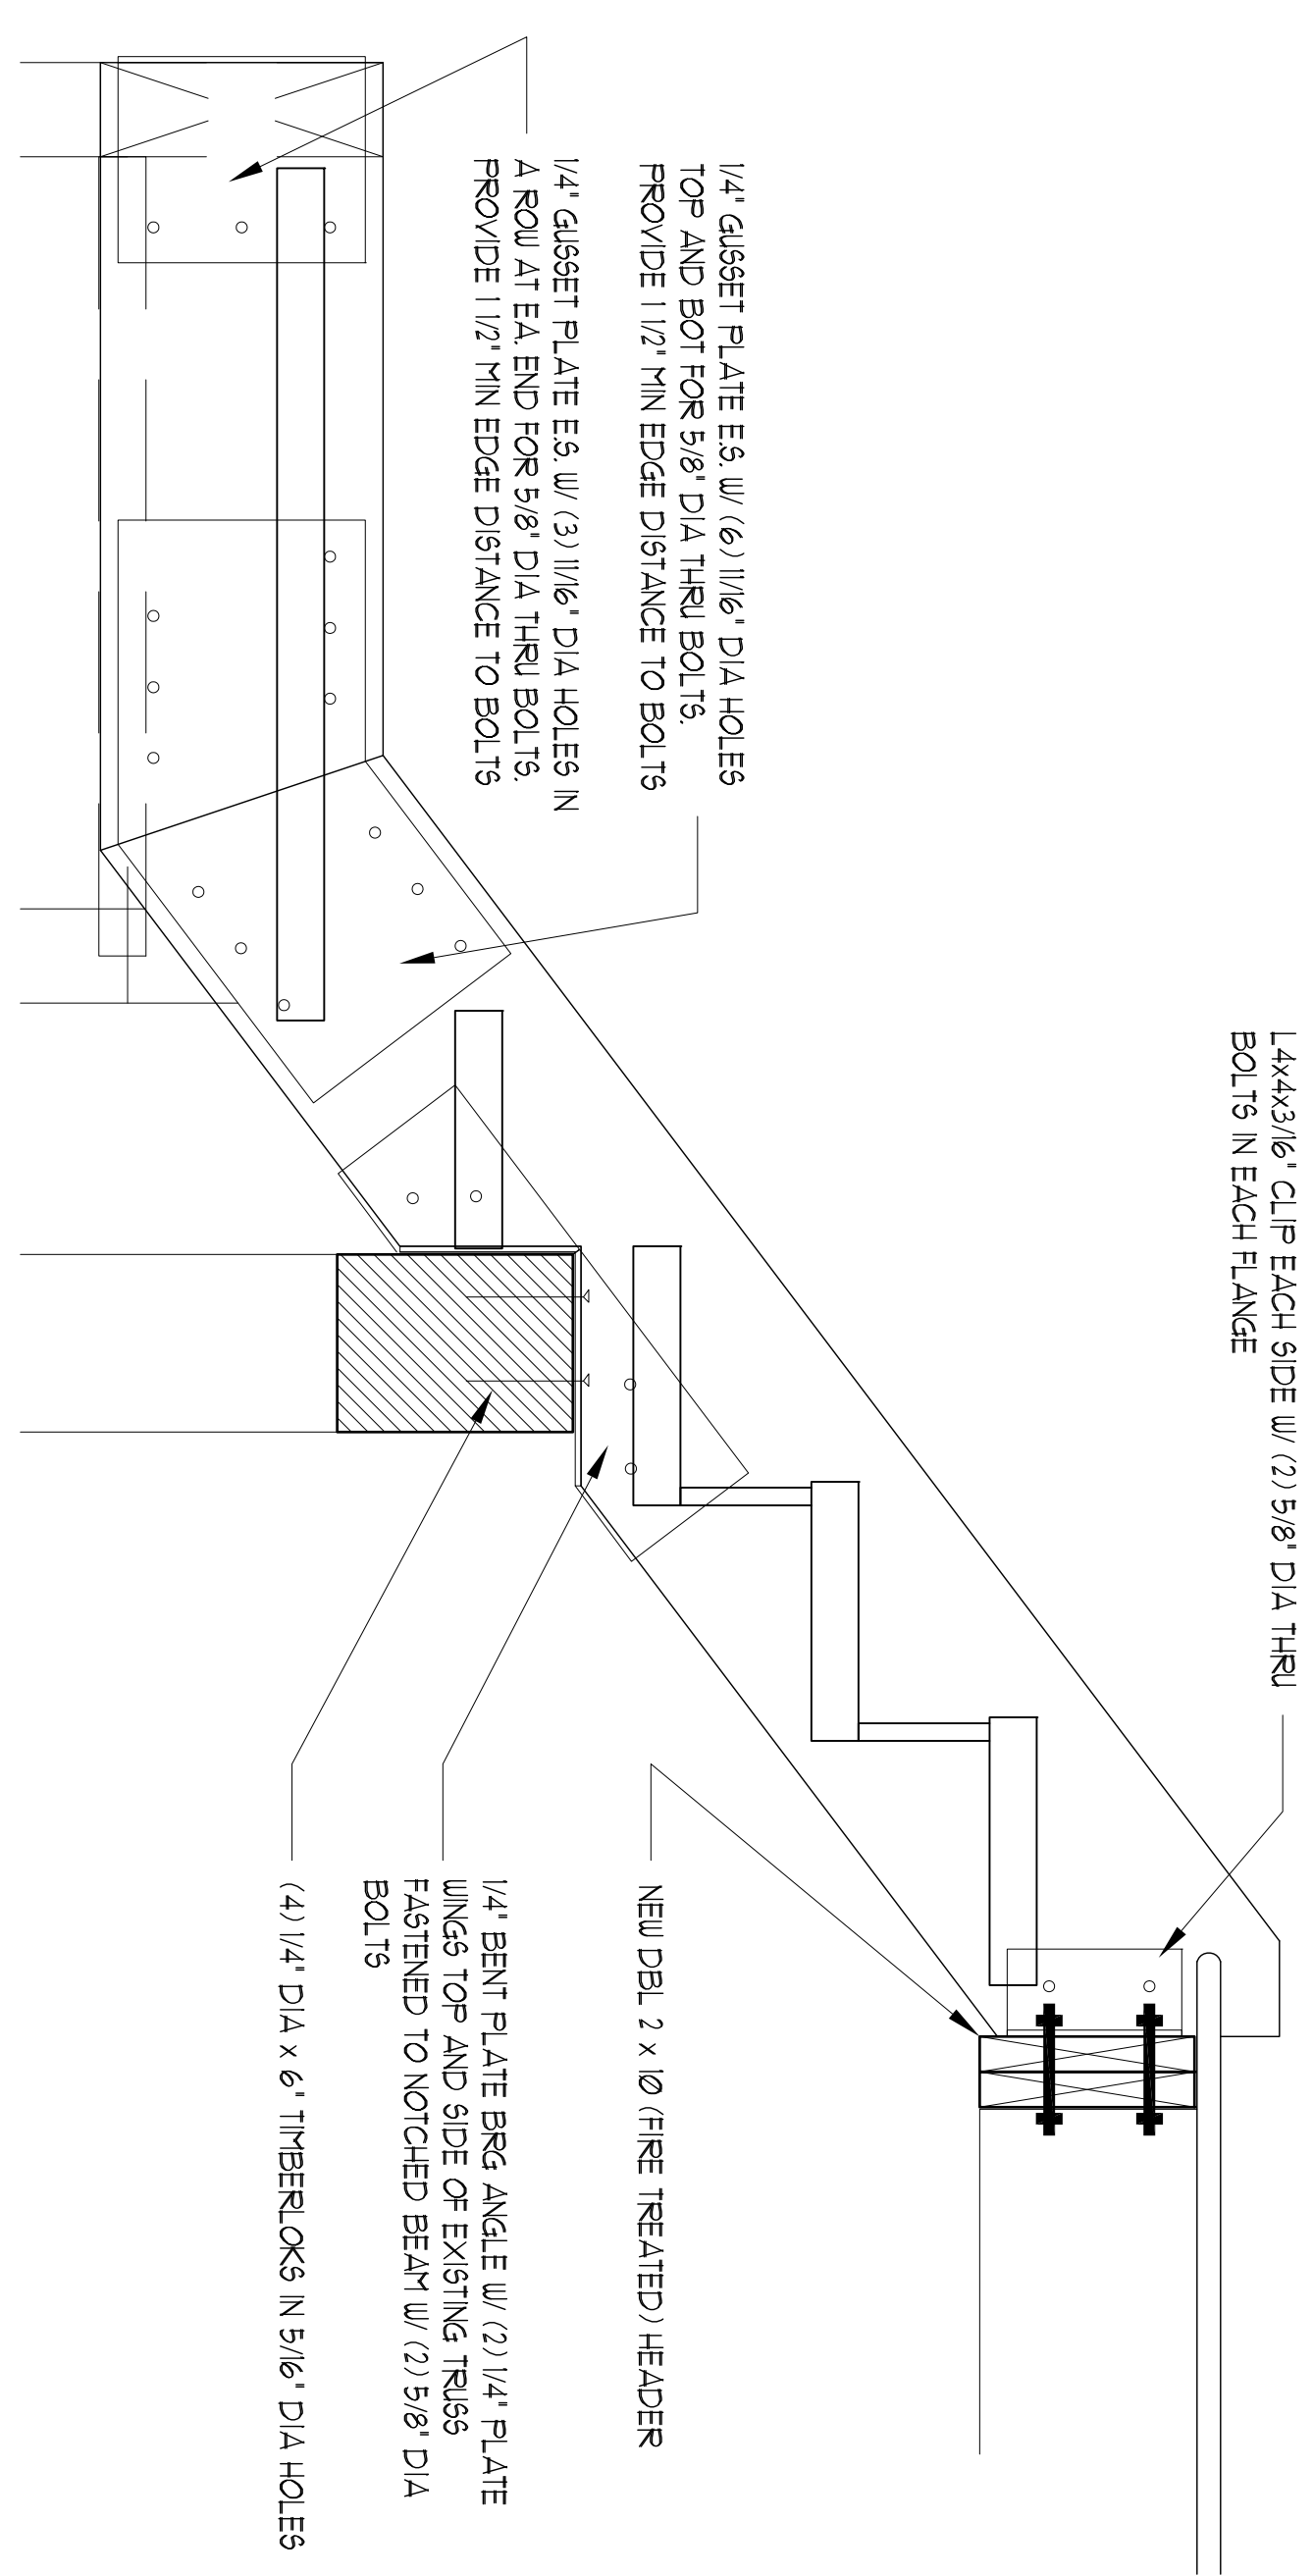 L4x4x3/16" CLIP EACH SIDE W/ (2) 5/8" DIA THRU
BOLTS IN EACH FLANGE
1/4" GUSSET PLATE E.S. W/ (6) 11/16" DIA HOLES
TOP AND BOT FOR 5/8" DIA THRU BOLTS.
PROVIDE 1 1/2" MIN EDGE DISTANCE TO BOLTS
1/4" GUSSET PLATE E.S. W/ (3) 11/16" DIA HOLES IN
A ROW AT EA. END FOR 5/8" DIA THRU BOLTS.
PROVIDE 1 1/2" MIN EDGE DISTANCE TO BOLTS
NEW DBL 2 x 10 (FIRE TREATED) HEADER
1/4" BENT PLATE BRG ANGLE W/ (2) 1/4" PLATE
WINGS TOP AND SIDE OF EXISTING TRUSS
FASTENED TO NOTCHED BEAM W/ (2) 5/8" DIA
BOLTS
(4) 1/4" DIA x 6" TIMBERLOKS IN 5/16" DIA HOLES